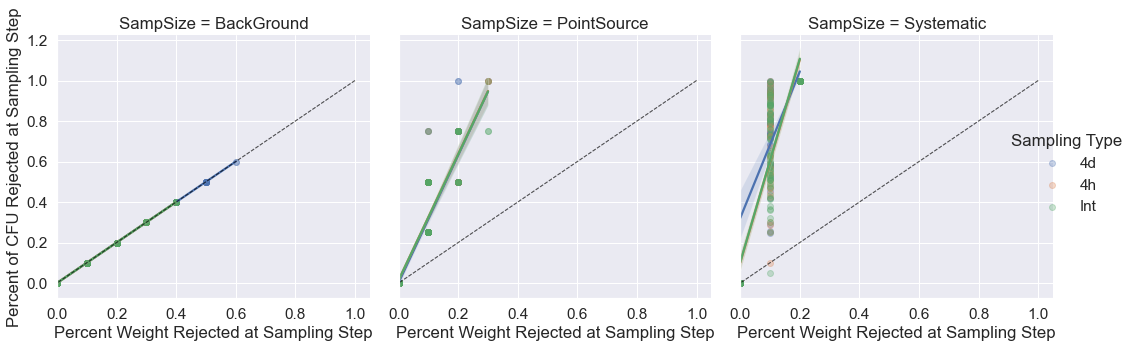 SampSize = BackGround
SampSize = PointSource
SampSize = Systematic
Percent of CFU Rejected at Sampling Step
1.2
1.0
0.8
0.6
0.4
0.2
0.0
0.0 0.2 0.4 0.6 0.8 1.0
0.0 0.2 0.4 0.6 0.8 1.0
0.0 0.2 0.4 0.6 0.8 1.0
Percent Weight Rejected at Sampling Step
Percent Weight Rejected at Sampling Step
Percent Weight Rejected at Sampling Step
Sampling Type
4d
4h
Int